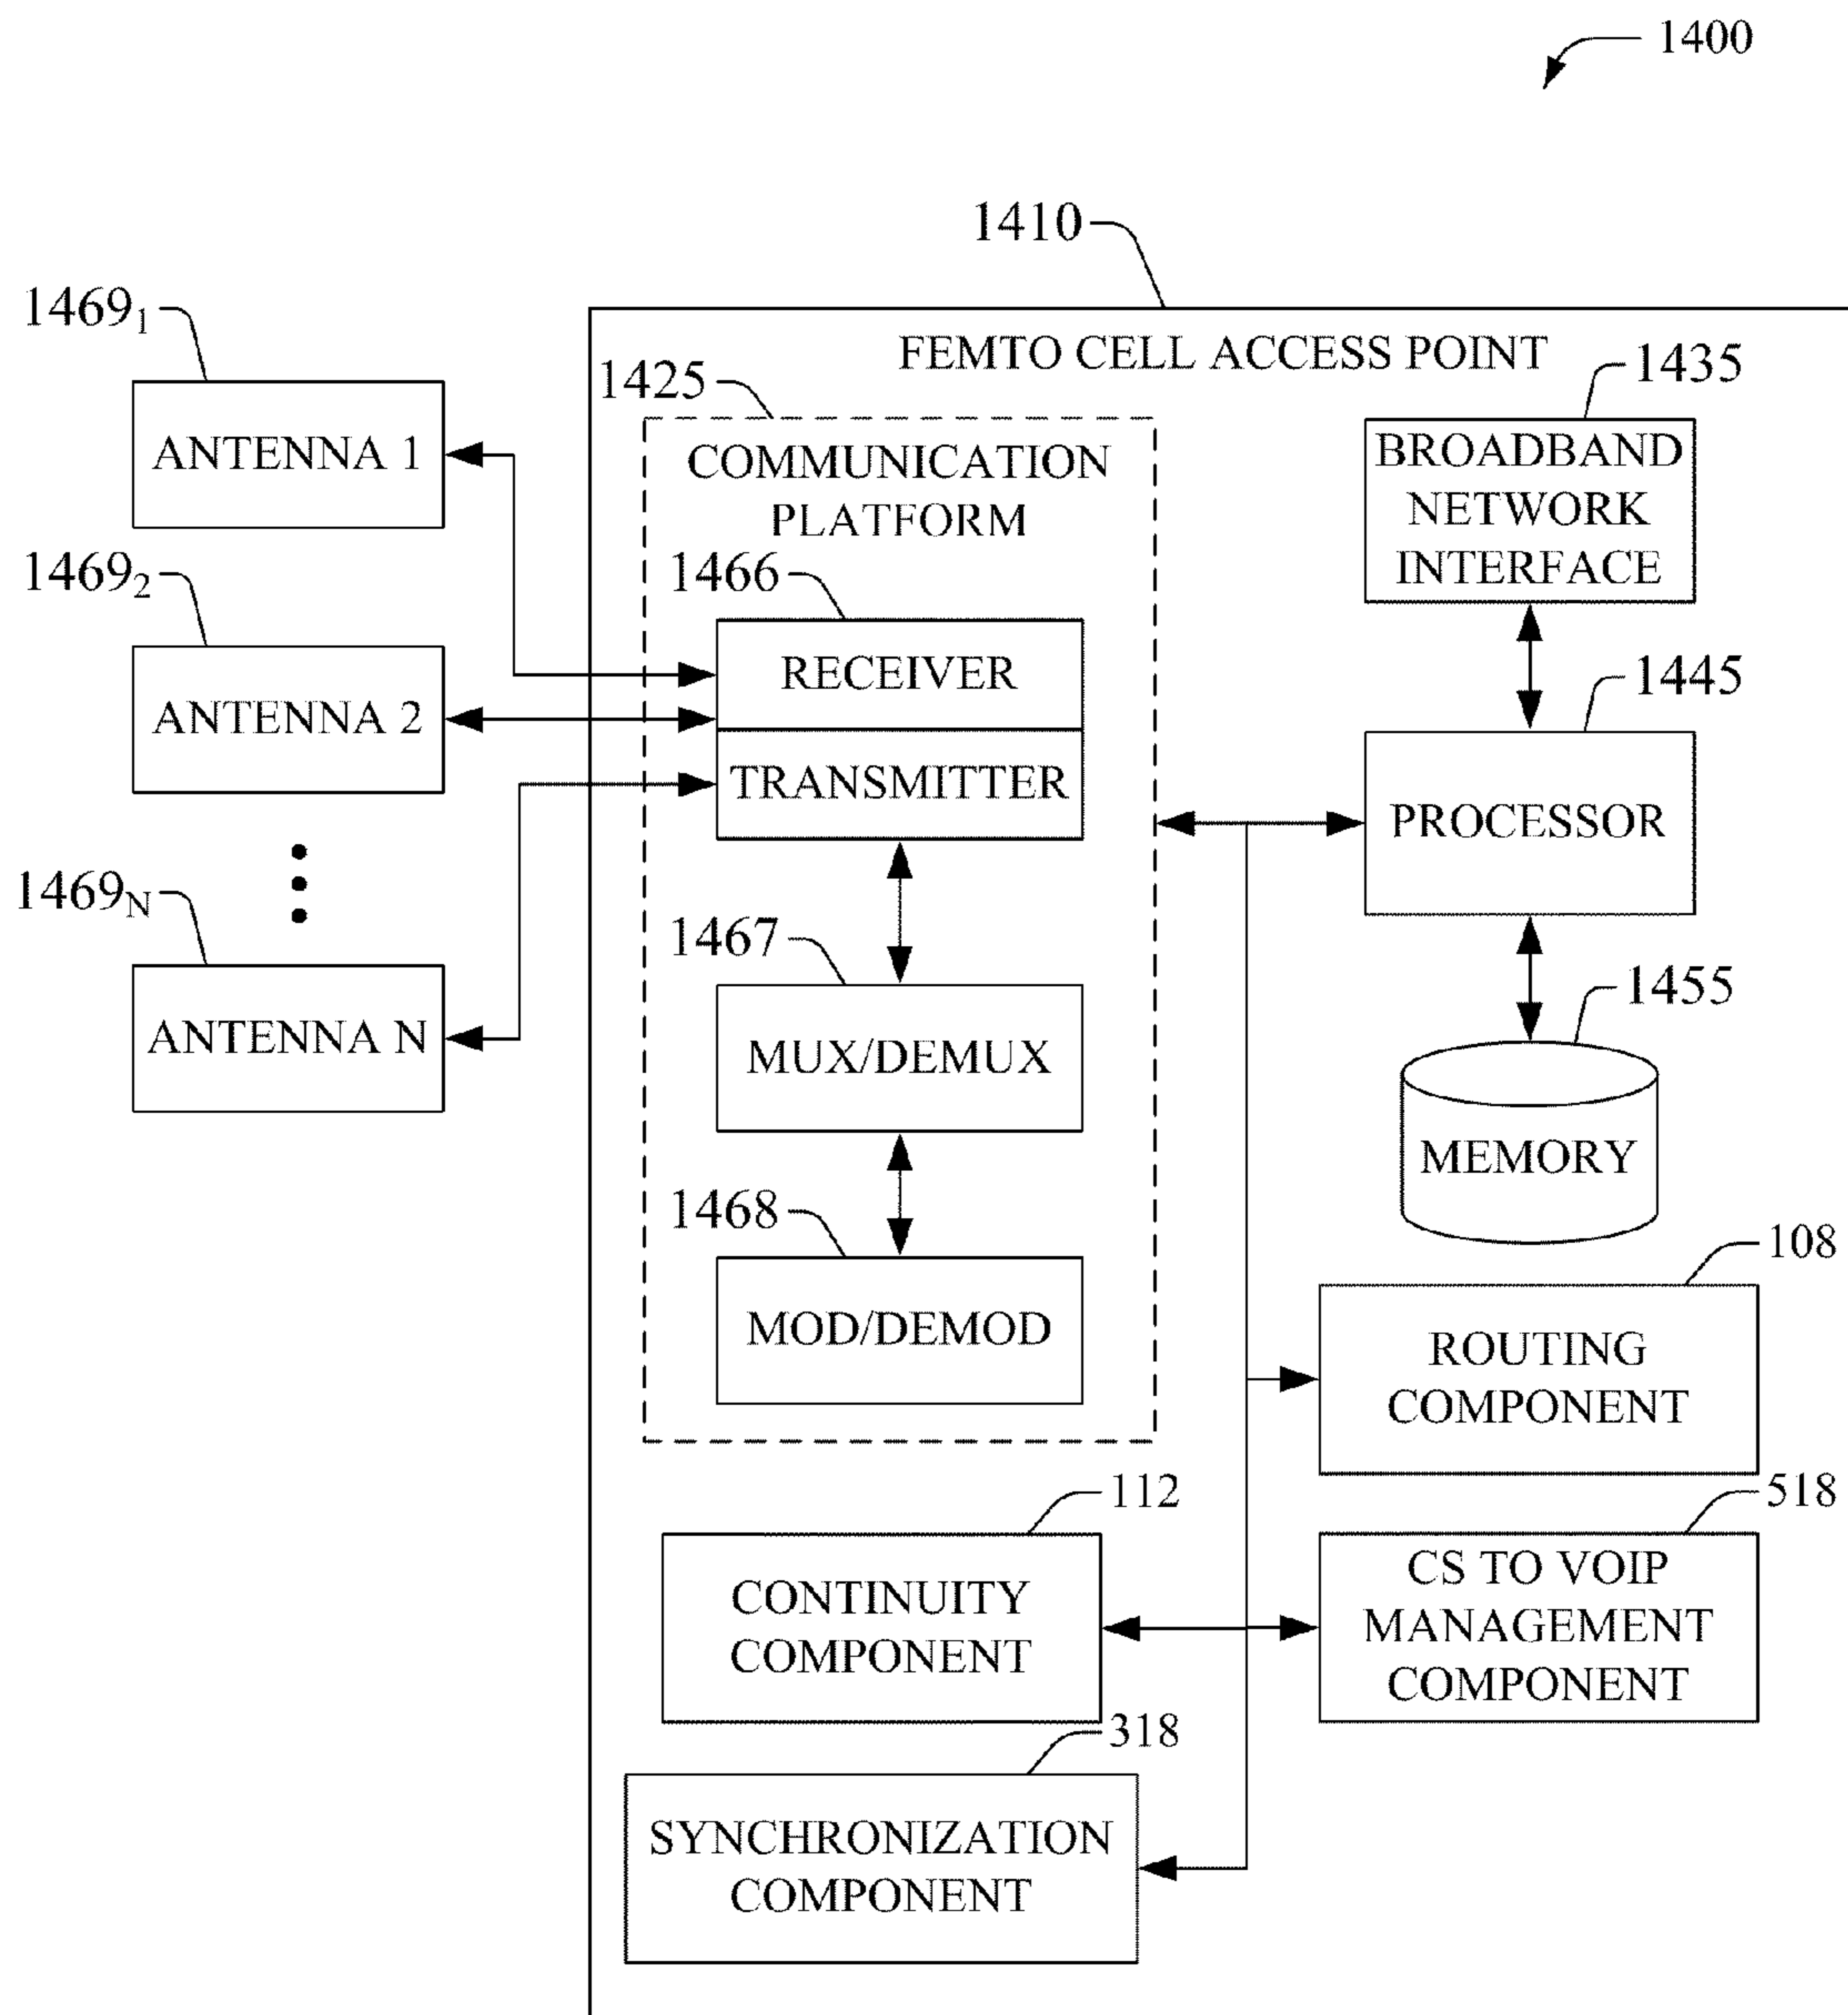 1400
1410
FEMTO CELL ACCESS POINT
1469₁
ANTENNA 1
1469₂
ANTENNA 2
1469N
ANTENNA N
1425
COMMUNICATION
PLATFORM
1466
RECEIVER
TRANSMITTER
1467
MUX/DEMUX
1468
MOD/DEMOD
1435
BROADBAND
NETWORK
INTERFACE
1445
PROCESSOR
1455
MEMORY
108
ROUTING
COMPONENT
112
CONTINUITY
COMPONENT
518
CS TO VOIP
MANAGEMENT
COMPONENT
318
SYNCHRONIZATION
COMPONENT